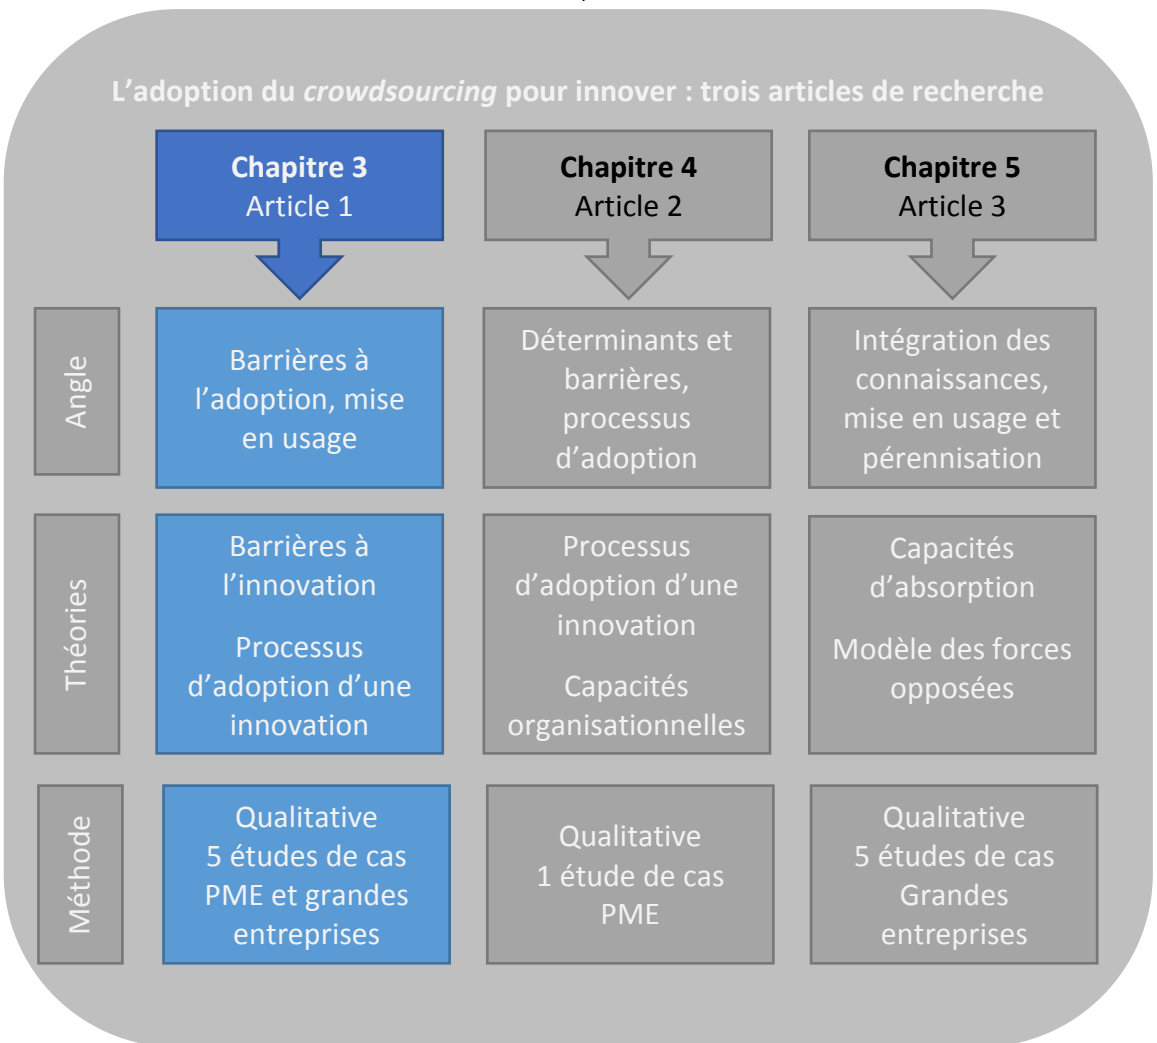 L'adoption du crowdsourcing pour innover : trois articles de recherche
Chapitre 3
Article 1
Chapitre 4
Article 2
Chapitre 5
Article 3
Angle
Barrières à
l'adoption, mise
en usage
Déterminants et
barrières,
processus
d'adoption
Intégration des
connaissances,
mise en usage et
pérennisation
Théories
Barrières à
l'innovation
Processus
d'adoption d'une
innovation
Processus
d'adoption d'une
innovation
Capacités
organisationnelles
Capacités
d'absorption
Modèle des forces
opposées
Méthode
Qualitative
5 études de cas
PME et grandes
entreprises
Qualitative
1 étude de cas
PME
Qualitative
5 études de cas
Grandes
entreprises